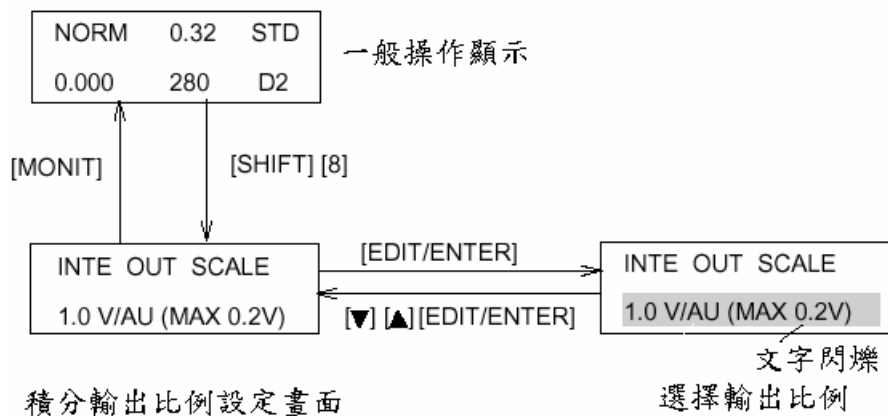 NORM 0.32 STD
0.000 280 D2
一般操作顯示
[MONIT]
[SHIFT] [8]
INTE OUT SCALE
1.0 V/AU (MAX 0.2V)
[EDIT/ENTER]
[▼] [▲] [EDIT/ENTER]
INTE OUT SCALE
1.0 V/AU (MAX 0.2V)
文字閃爍
積分輸出比例設定畫面
選擇輸出比例